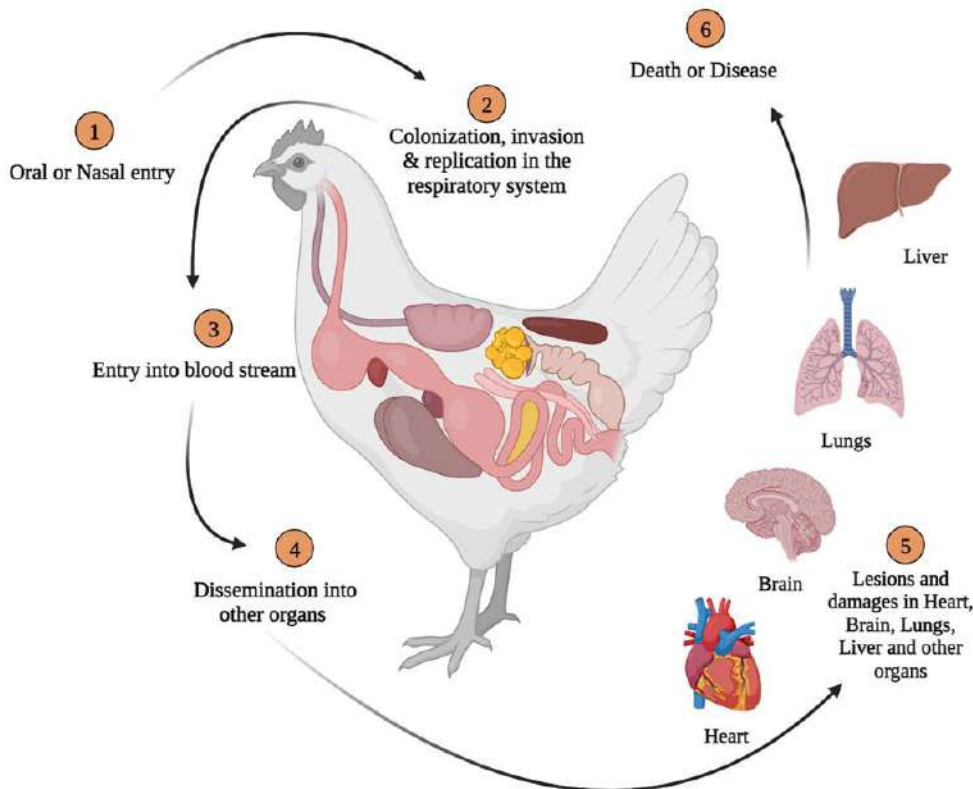 1
Oral or Nasal entry
2
Colonization, invasion
& replication in the
respiratory system
3
Entry into blood stream
4
Dissemination into
other organs
5
Lesions and
damages in Heart,
Brain, Lungs,
Liver and other
organs
6
Death or Disease
Liver
Lungs
Brain
Heart